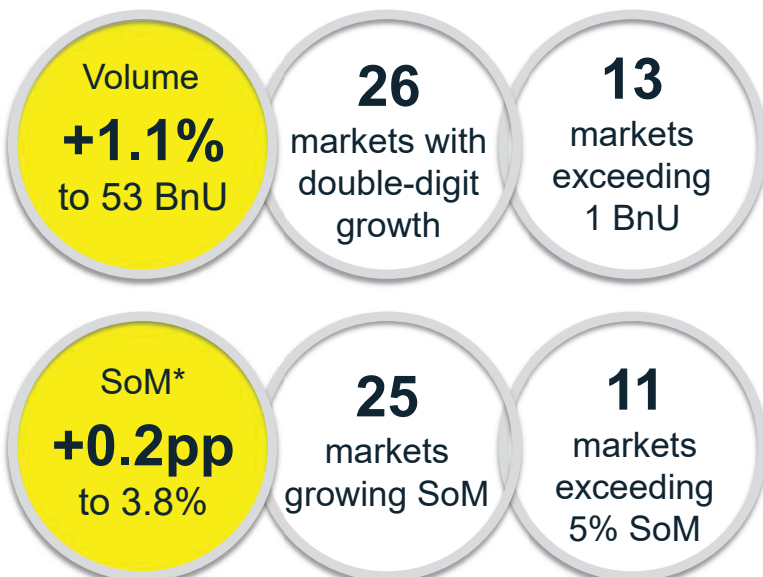 Volume
+1.1%
to 53 BnU
26
markets with
double-digit
growth
13
markets
exceeding
1 BnU
SoM*
+0.2pp
to 3.8%
25
markets
growing SoM
11
markets
exceeding
5% SoM